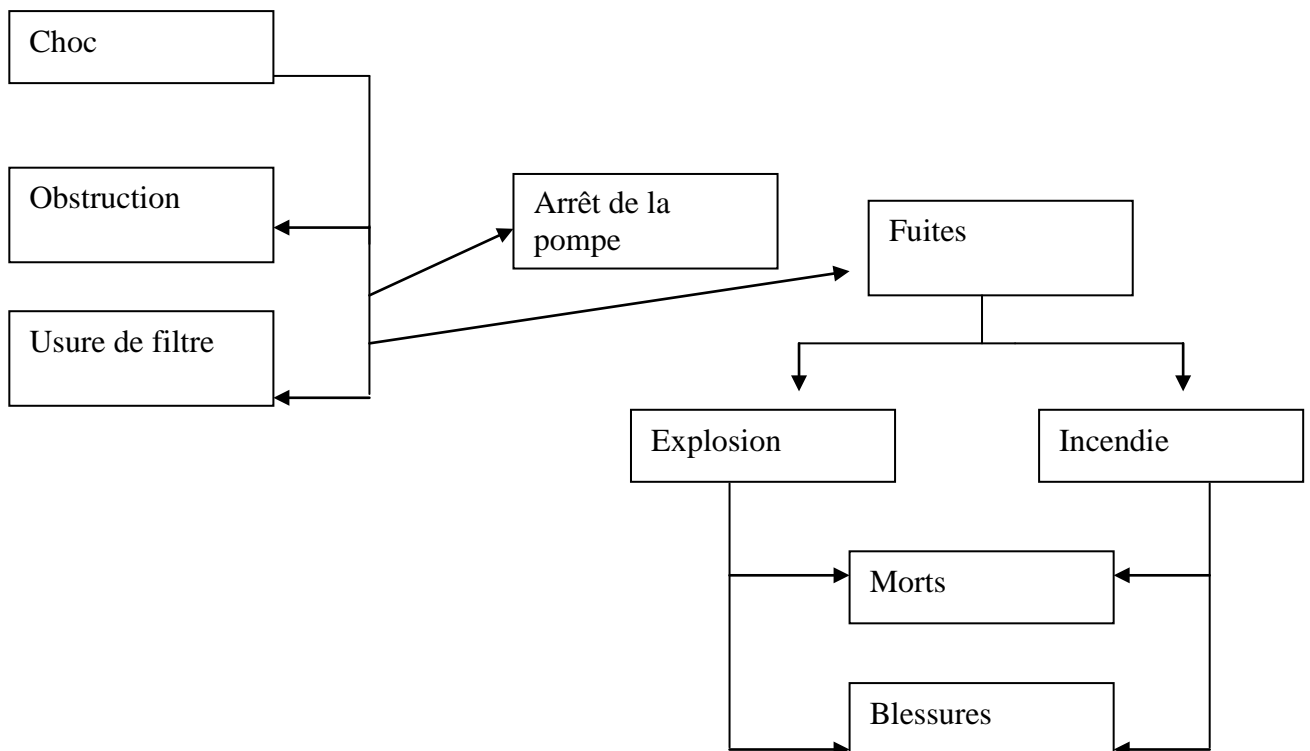 Choc
Obstruction
Arrêt de la
pompe
Fuites
Usure de filtre
Explosion
Incendie
Morts
Blessures